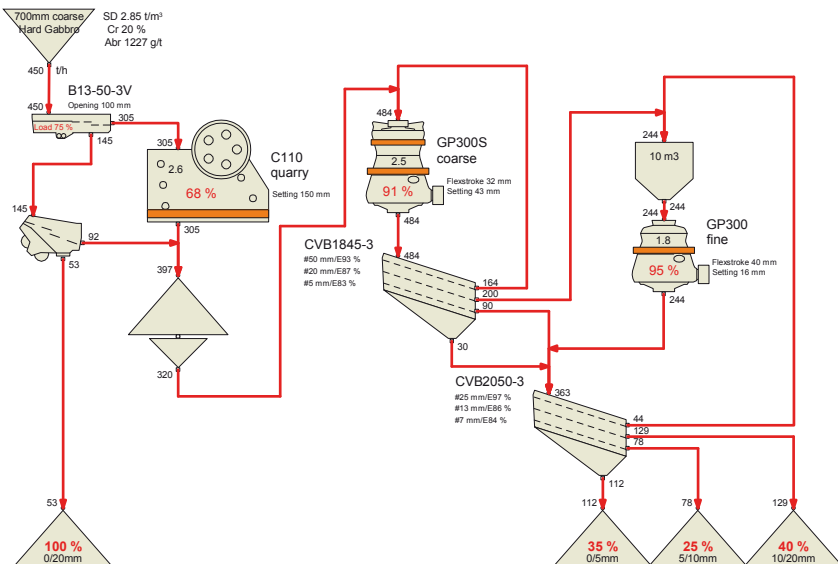 700mm coarse
Hard Gabbro
SD 2.85 t/m³
Cr 20 %
Abr 1227 g/t
450 t/h
B13-50-3V
Opening 100 mm
450
Load 75 %
305
145
305
2.6
68 %
C110
quarry
Setting 150 mm
305
145
92
53
397
320
484
GP300S
coarse
2.5
91 %
Flexstroke 32 mm
Setting 43 mm
484
CVB1845-3
#50 mm/E93 %
#20 mm/E87 %
#5 mm/E83 %
484
164
200
90
30
244
10 m3
244
244
GP300
fine
1.8
95 %
Flexstroke 40 mm
Setting 16 mm
244
CVB2050-3
#25 mm/E97 %
#13 mm/E86 %
#7 mm/E84 %
363
44
129
78
112
53
100 %
0/20mm
112
35 %
0/5mm
78
25 %
5/10mm
129
40 %
10/20mm